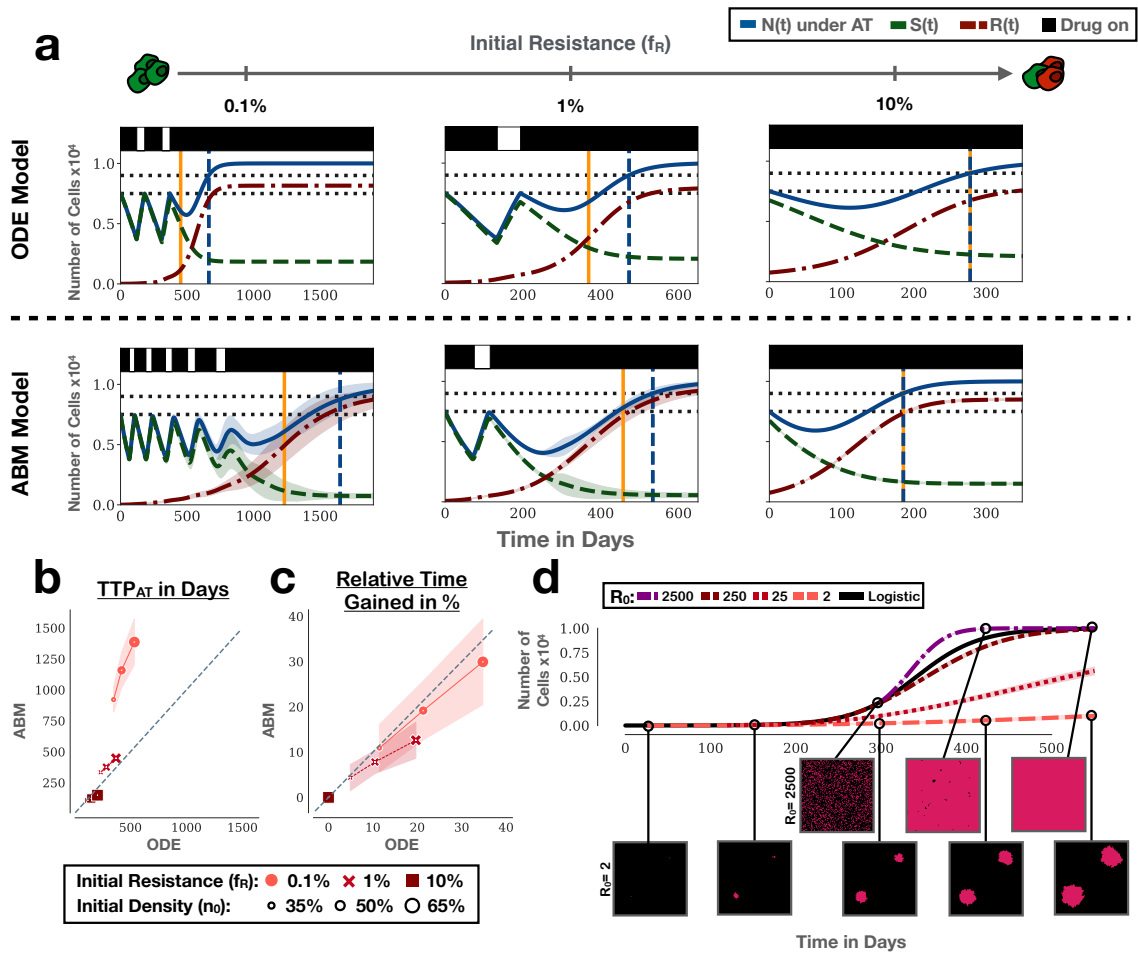 a
N(t) under AT S(t) R(t) Drug on
Initial Resistance (fR)
0.1% 1% 10%
ODE Model
Number of Cells x10⁴
1.0
0.5
0.0
0 500 1000 1500
0 200 400 600
0 100 200 300
ABM Model
Number of Cells x10⁴
1.0
0.5
0.0
0 500 1000 1500
0 200 400 600
0 100 200 300
Time in Days
b
TTPAT in Days
ABM
1500
1250
1000
750
500
250
500 1000 1500
ODE
c
Relative Time
Gained in %
ABM
40
30
20
10
0
0 10 20 30 40
ODE
Initial Resistance (fR): 0.1% 1% 10%
Initial Density (n0): 35% 50% 65%
d
R0: 2500 250 25 2 Logistic
Number of
Cells x10⁴
1.00
0.75
0.50
0.25
0.00
0 100 200 300 400 500
R0= 2500
R0= 2
Time in Days